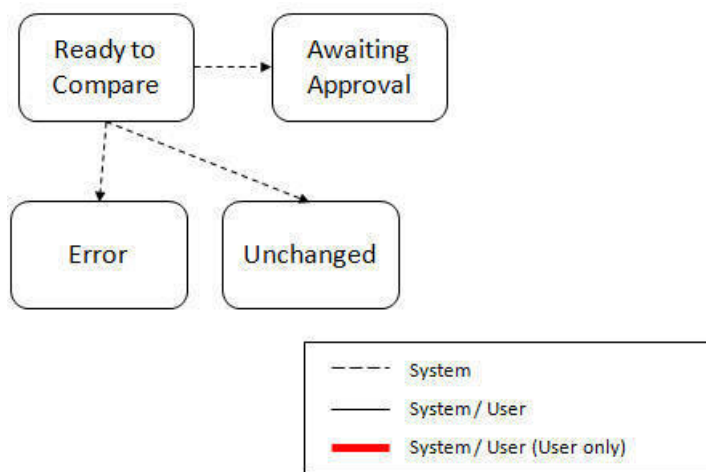 Ready to
Compare
Awaiting
Approval
Error
Unchanged
System
System / User
System / User (User only)